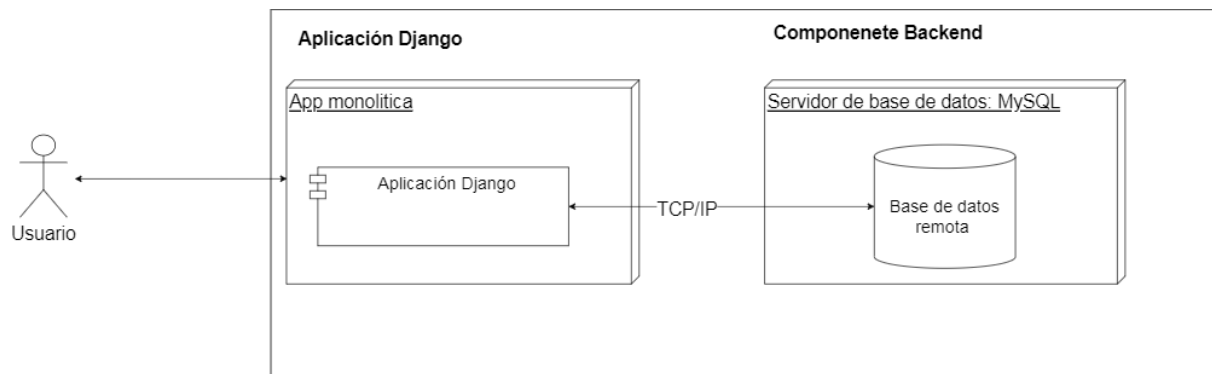 Aplicación Django
Componenete Backend
App monolitica
Servidor de base de datos: MySQL
Aplicación Django
TCP/IP
Base de datos
remota
Usuario